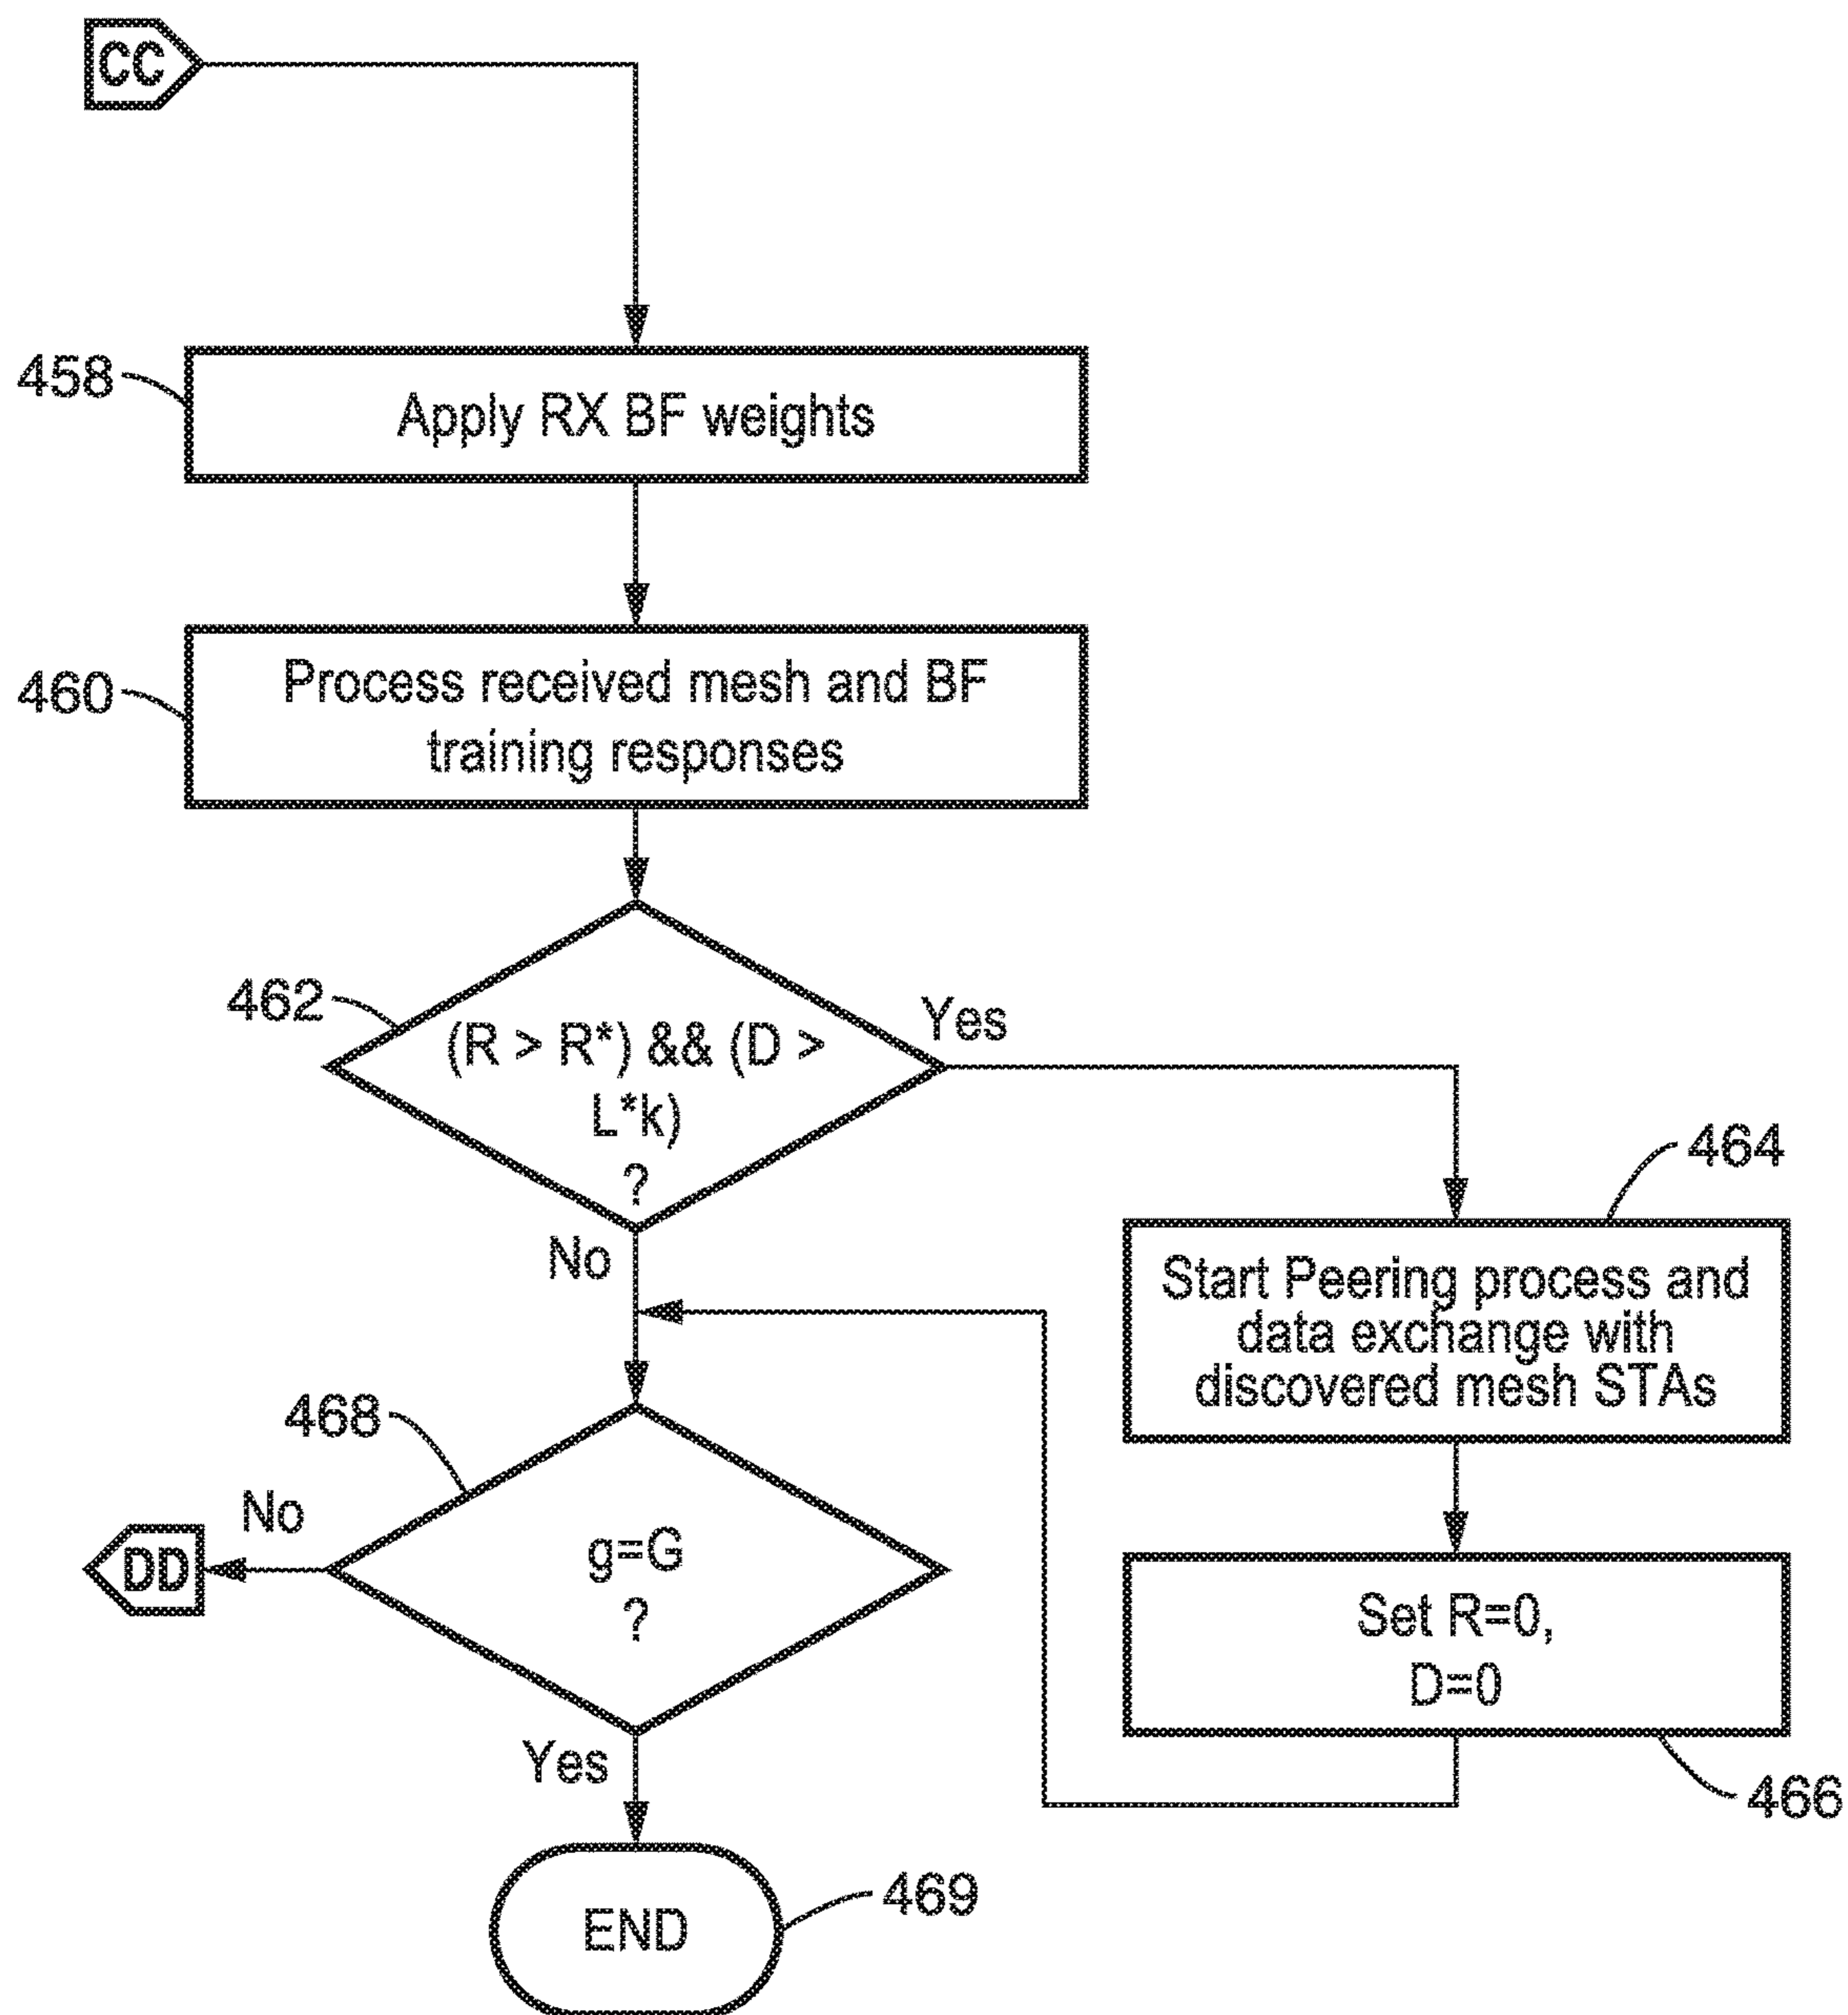 CC
458
Apply RX BF weights
460
Process received mesh and BF
training responses
462
(R > R*) && (D >
L*k)
?
Yes
No
464
Start Peering process and
data exchange with
discovered mesh STAs
468
No
DD
g=G
?
Set R=0,
D=0
466
Yes
END
469